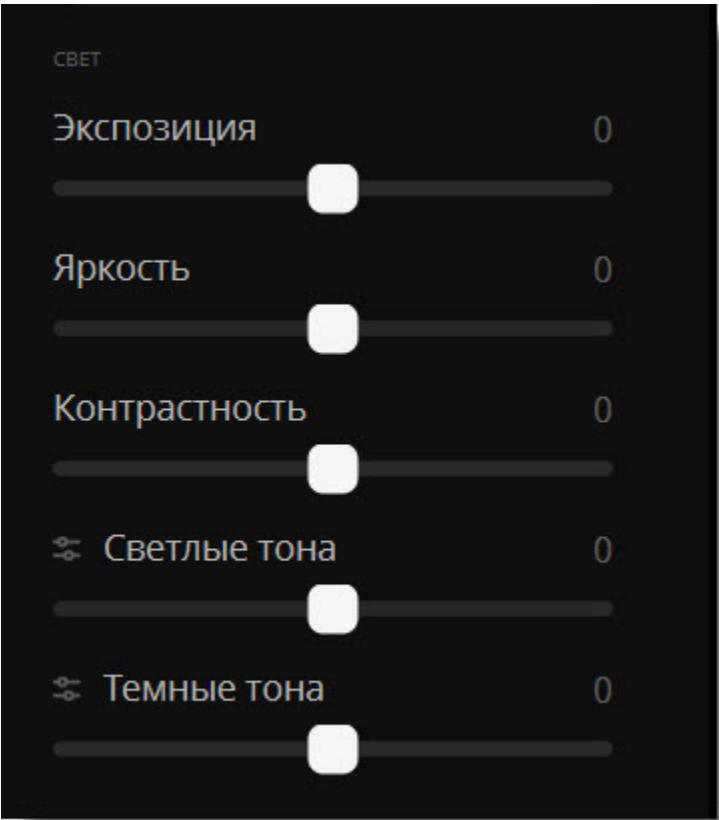 СВЕТ
Экспозиция 0
Яркость 0
Контрастность 0
Светлые тона 0
Темные тона 0